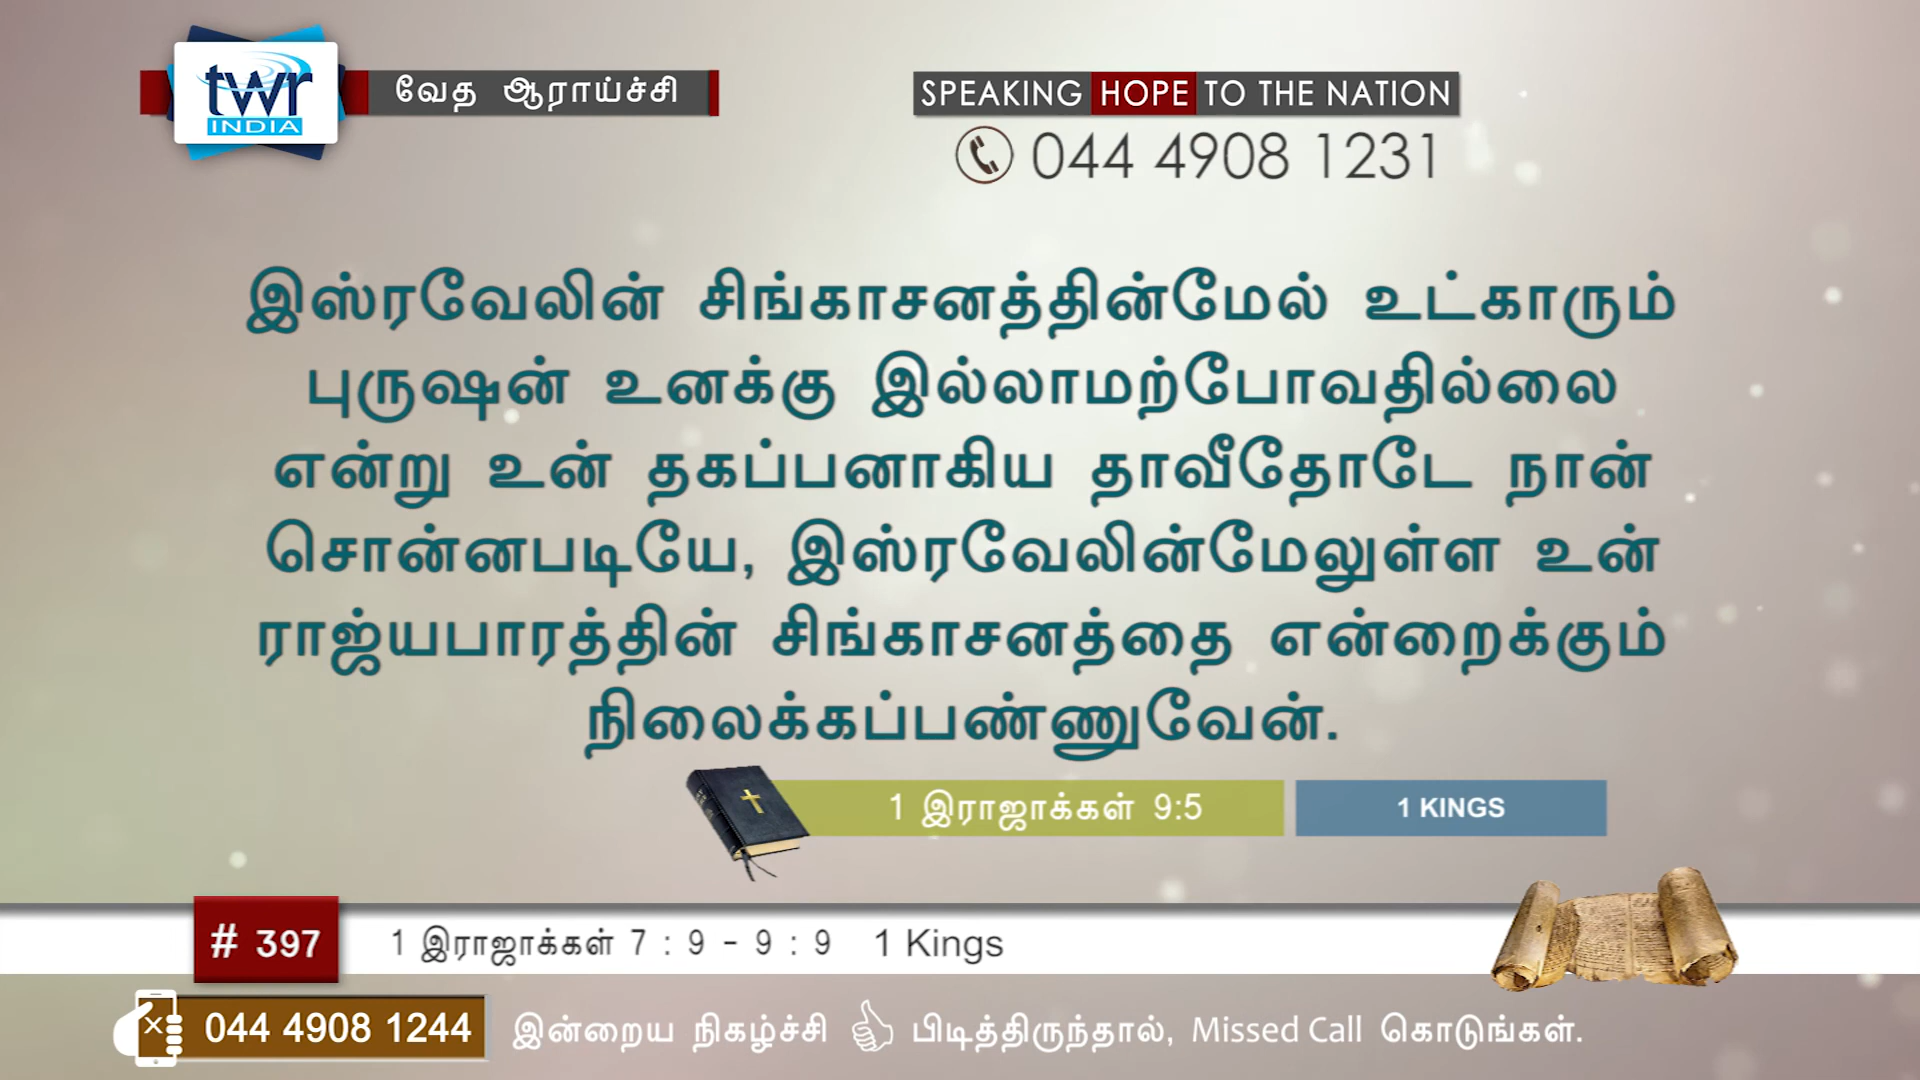 twr
INDIA
வேத ஆராய்ச்சி
SPEAKING HOPE TO THE NATION
044 4908 1231
இஸ்ரவேலின் சிங்காசனத்தின்மேல் உட்காரும்
புருஷன் உனக்கு இல்லாமற்போவதில்லை
என்று உன் தகப்பனாகிய தாவீதோடே நான்
சொன்னபடியே, இஸ்ரவேலின்மேலுள்ள உன்
ராஜ்யபாரத்தின் சிங்காசனத்தை என்றைக்கும்
நிலைக்கப்பண்ணுவேன்.
1 இராஜாக்கள் 9:5
1 KINGS
# 397
1 இராஜாக்கள் 7 : 9 - 9 : 9 1 Kings
044 4908 1244
இன்றைய நிகழ்ச்சி பிடித்திருந்தால், Missed Call கொடுங்கள்.